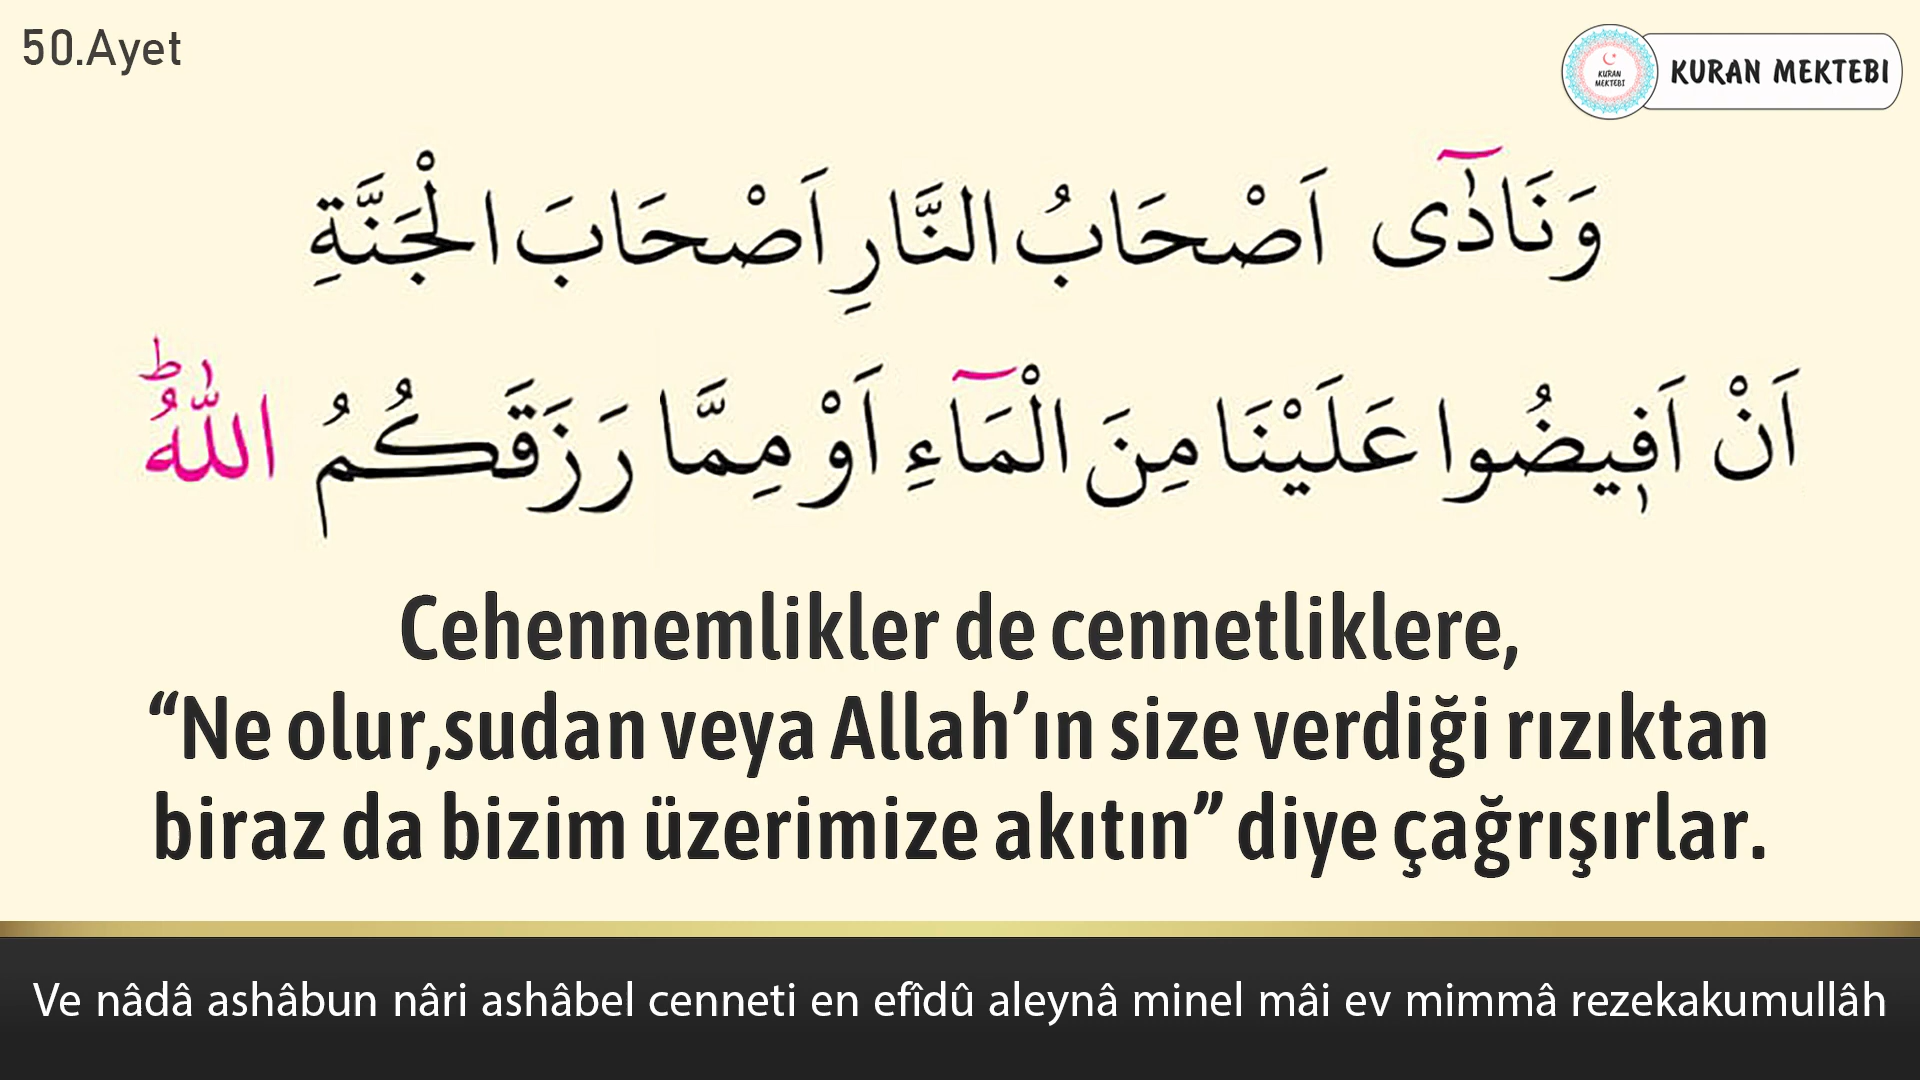 50.Ayet
KURAN MEKTEBI
KURAN
MEKTEBI
وَنَادٰٓى اَصْحَابُ النَّارِ اَصْحَابَ الْجَنَّةِ
اَنْ اَف۪يضُوا عَلَيْنَا مِنَ الْمَٓاءِ اَوْ مِمَّا رَزَقَكُمُ اللّٰهُؕ
Cehennemlikler de cennetliklere,
“Ne olur,sudan veya Allah’ın size verdiği rızıktan
biraz da bizim üzerimize akıtın” diye çağrışırlar.
Ve nâdâ ashâbun nâri ashâbel cenneti en efîdû aleynâ minel mâi ev mimmâ rezekakumullâh